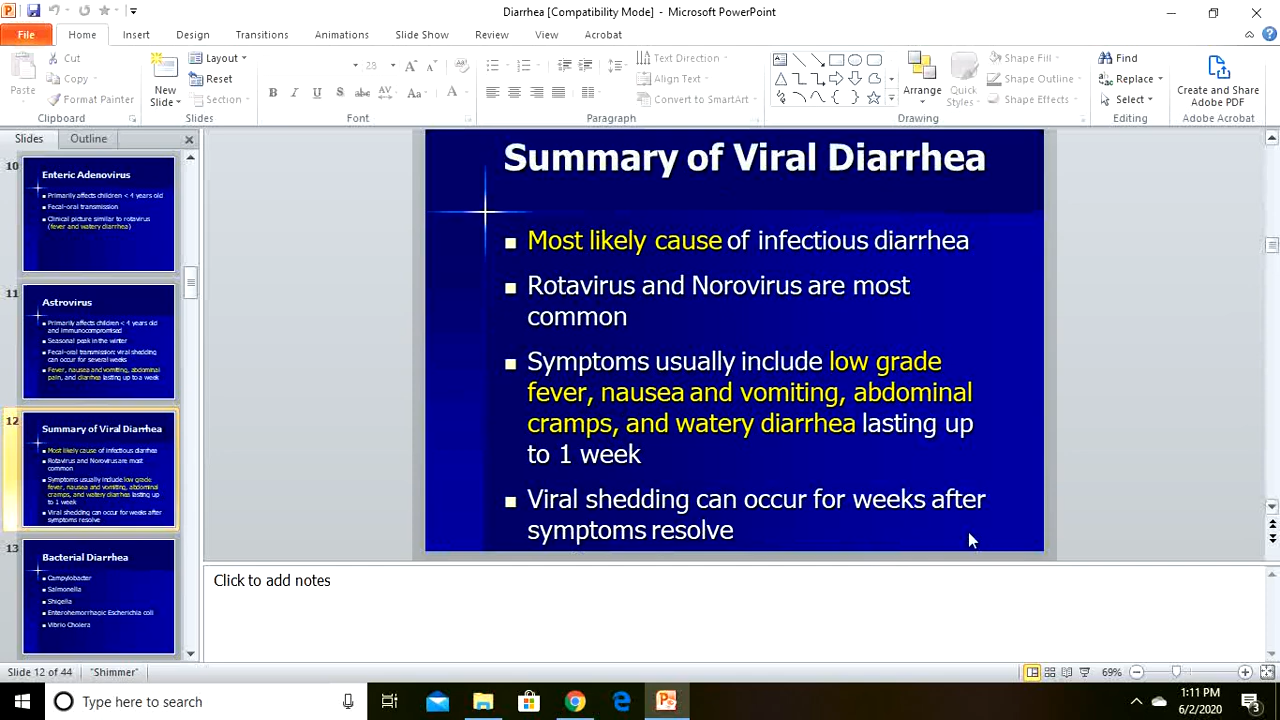 Diarrhea [Compatibility Mode] - Microsoft PowerPoint
File Home Insert Design Transitions Animations Slide Show Review View Acrobat
Paste
Cut
Copy
Format Painter
Clipboard
New Slide
Layout
Reset
Section
Slides
28
Font
Text Direction
Align Text
Convert to SmartArt
Paragraph
Arrange
Quick Styles
Shape Fill
Shape Outline
Shape Effects
Drawing
Find
Replace
Select
Editing
Create and Share
Adobe PDF
Adobe Acrobat
Slides Outline
10
Enteric Adenovirus
Primarily affects children < 4 years old
Fecal-oral transmission
Clinical picture similar to rotavirus
(fever and watery diarrhea)
11
Astrovirus
Primarily affects children < 4 years old
and immunocompromised
Seasonal peak in the winter
Fecal-oral transmission: viral shedding
can occur for several weeks
Fever, nausea and vomiting, abdominal
pain, and diarrhea lasting up to a week
12
Summary of Viral Diarrhea
Most likely cause of infectious diarrhea
Rotavirus and Norovirus are most
common
Symptoms usually include low grade
fever, nausea and vomiting, abdominal
cramps, and watery diarrhea lasting up
to 1 week
Viral shedding can occur for weeks after
symptoms resolve
13
Bacterial Diarrhea
Campylobacter
Salmonella
Shigella
Enterohemorrhagic Escherichia coli
Vibrio Cholera
Summary of Viral Diarrhea
Most likely cause of infectious diarrhea
Rotavirus and Norovirus are most
common
Symptoms usually include low grade
fever, nausea and vomiting, abdominal
cramps, and watery diarrhea lasting up
to 1 week
Viral shedding can occur for weeks after
symptoms resolve
Click to add notes
Slide 12 of 44 "Shimmer" 69%
Type here to search
1:11 PM
6/2/2020
3